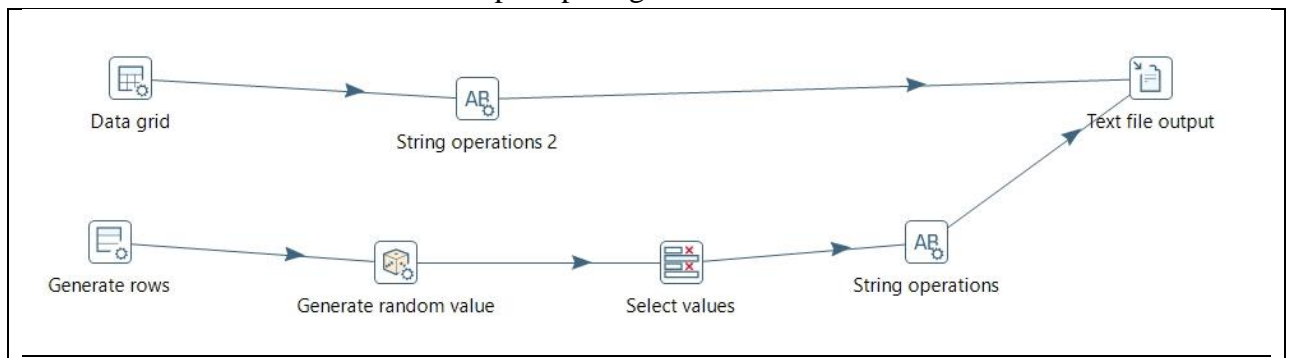 Data grid
String operations 2
Text file output
Generate rows
Generate random value
Select values
String operations